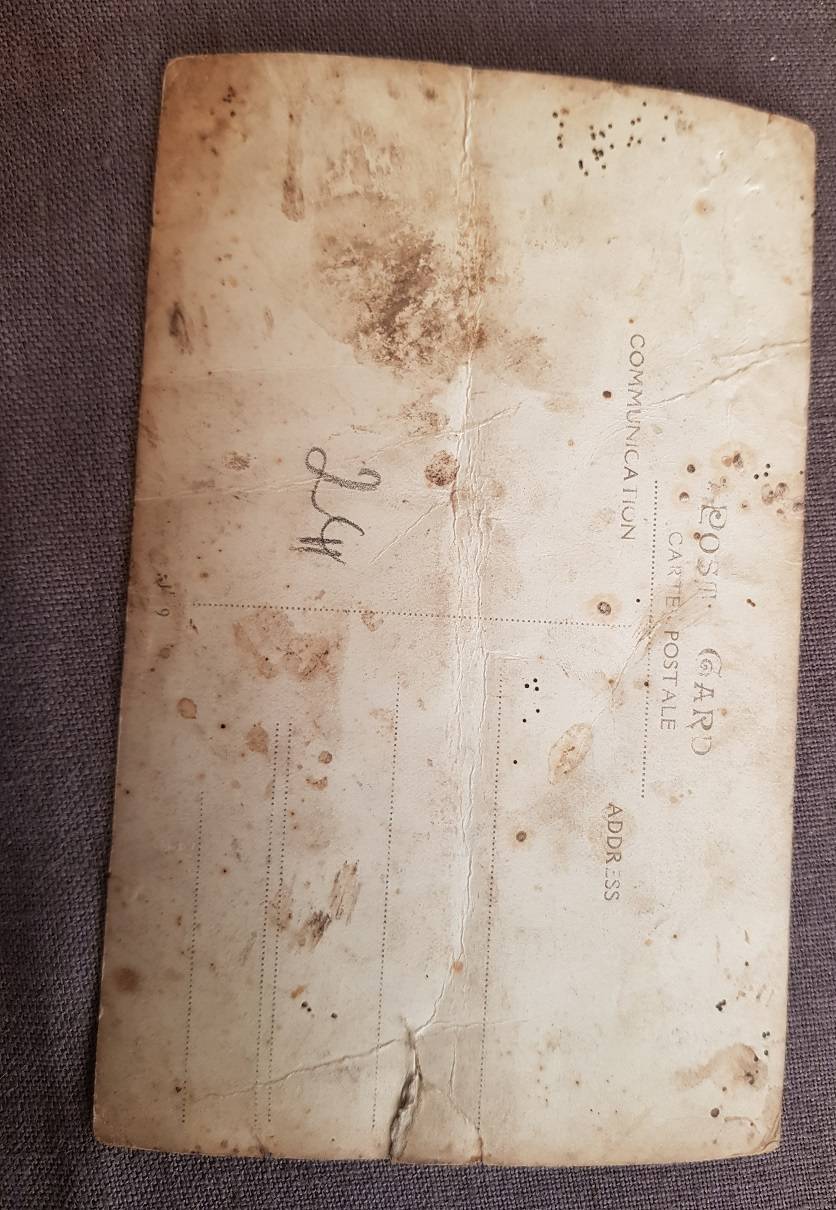 POST CARD
CARTE POSTALE
COMMUNICATION
ADDRESS
24